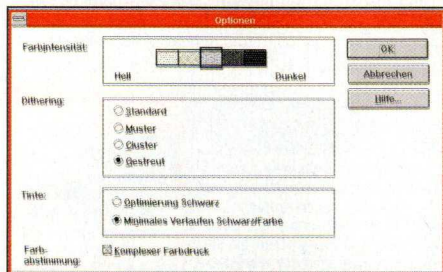 Optionen
Farbintensität:
Hell Dunkel
OK
Abbrechen
Hilfe...
Dithering:
Standard
Muster
Cluster
Gestreut
Tinte:
Optimierung Schwarz
Minimales Verlaufen Schwarz/Farbe
Farb-
abstimmung:
Komplexer Farbdruck